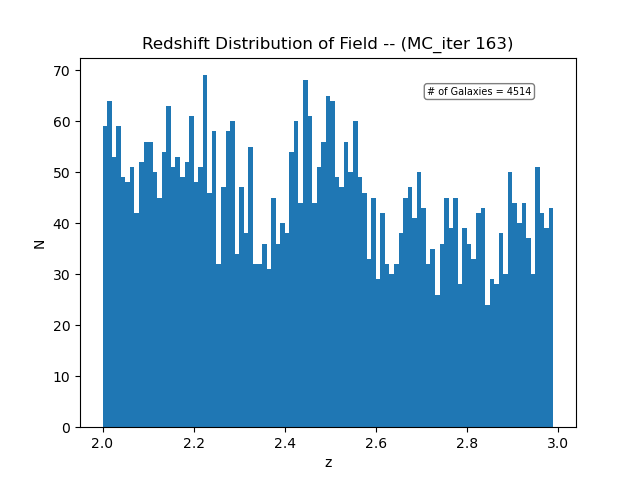 Redshift Distribution of Field -- (MC_iter 163)
# of Galaxies = 4514
70
60
50
40
30
20
10
0
N
2.0 2.2 2.4 2.6 2.8 3.0
z